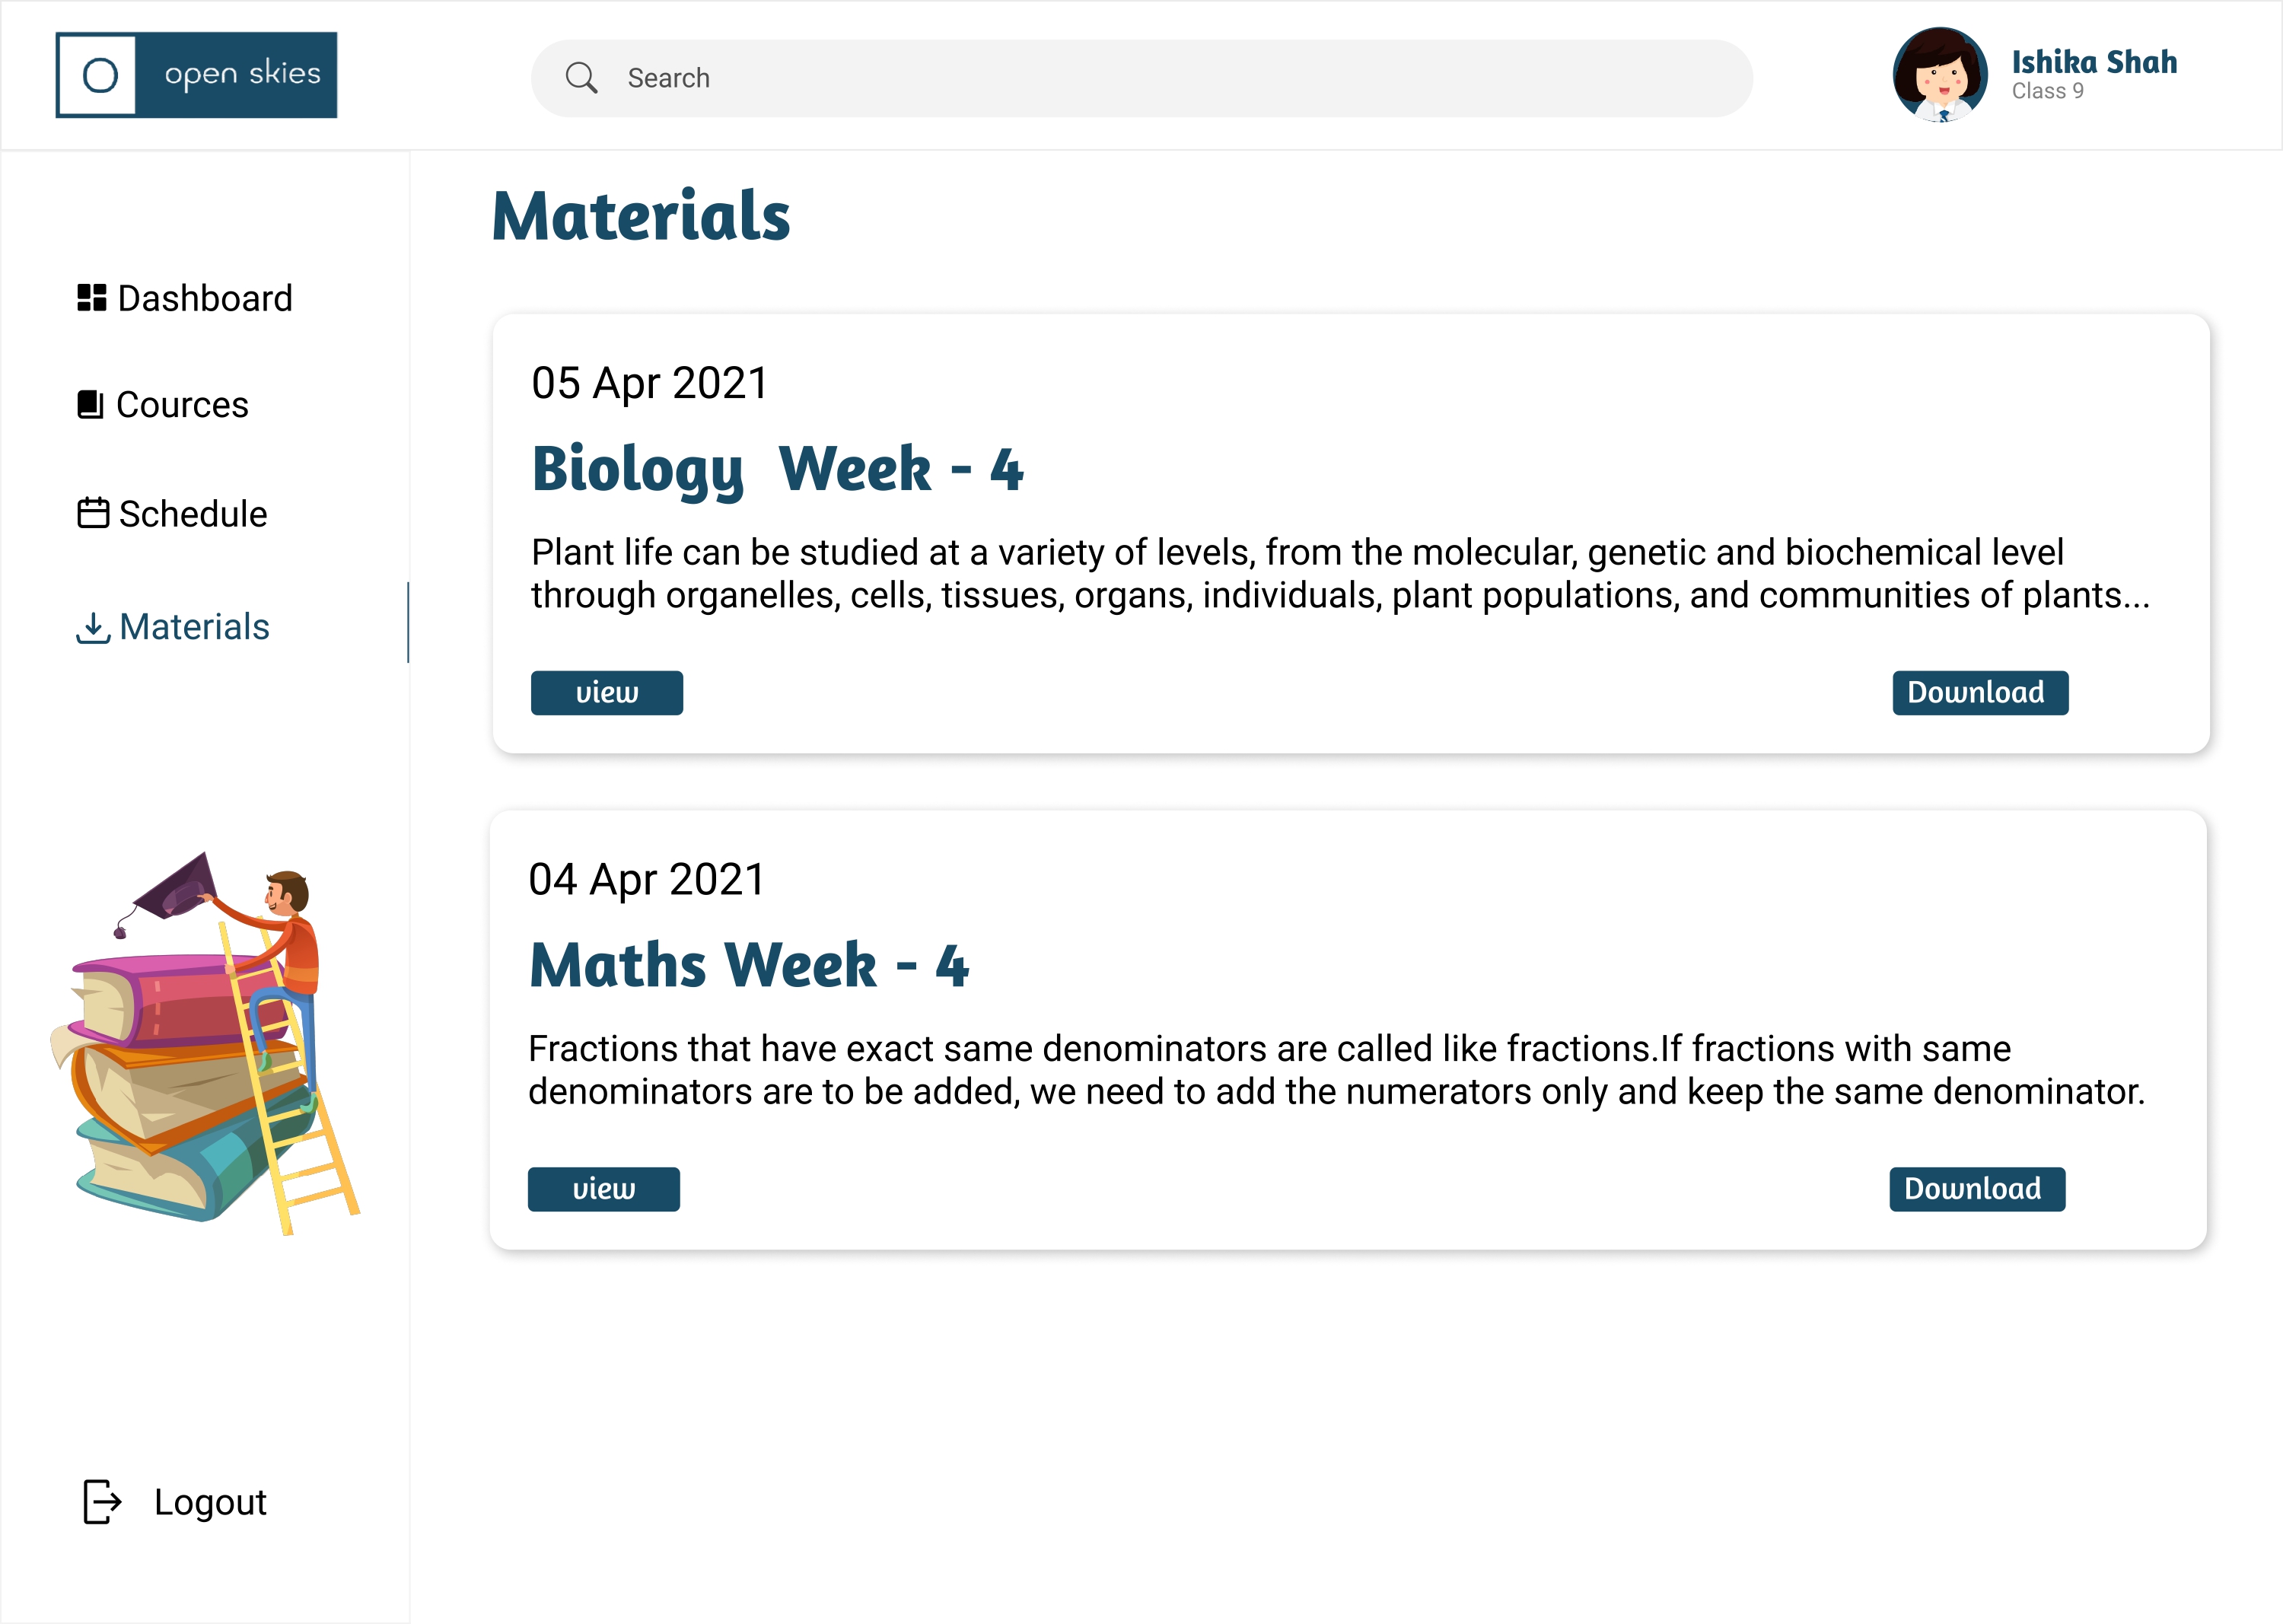 O open skies
Search
Ishika Shah
Class 9
Materials
Dashboard
Cources
Schedule
Materials
Logout
05 Apr 2021
Biology Week - 4
Plant life can be studied at a variety of levels, from the molecular, genetic and biochemical level
through organelles, cells, tissues, organs, individuals, plant populations, and communities of plants...
view
Download
04 Apr 2021
Maths Week - 4
Fractions that have exact same denominators are called like fractions.If fractions with same
denominators are to be added, we need to add the numerators only and keep the same denominator.
view
Download